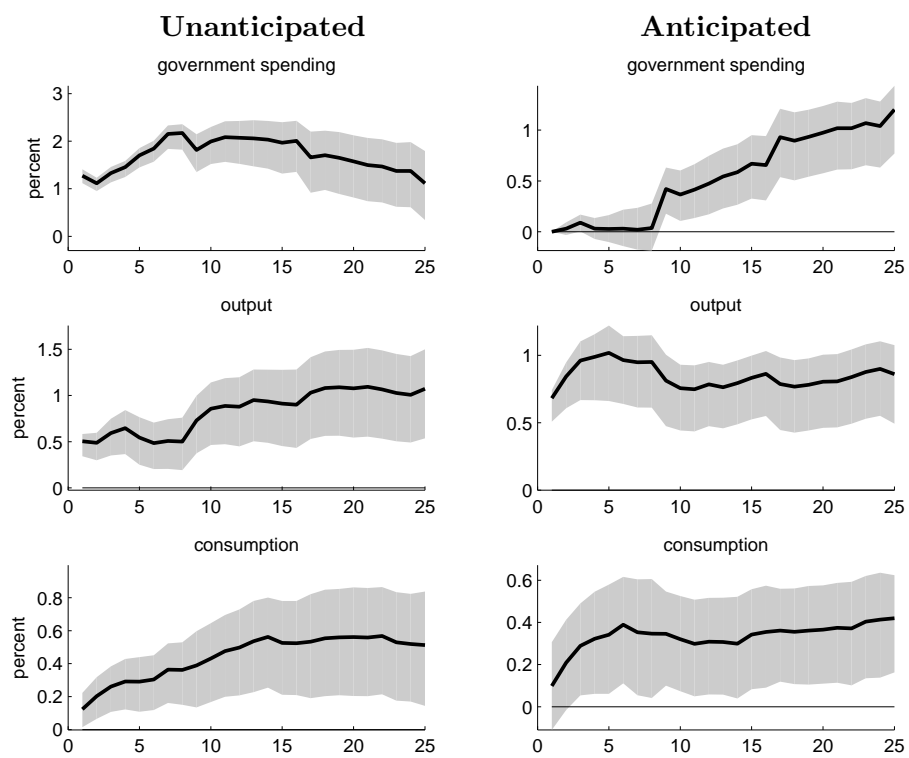 Unanticipated Anticipated
government spending government spending
percent
3
2
1
0
0 5 10 15 20 25
1
0.5
0
0 5 10 15 20 25
output output
percent
1.5
1
0.5
0
0 5 10 15 20 25
1
0.5
0
0 5 10 15 20 25
consumption consumption
percent
0.8
0.6
0.4
0.2
0
0 5 10 15 20 25
0.6
0.4
0.2
0
0 5 10 15 20 25